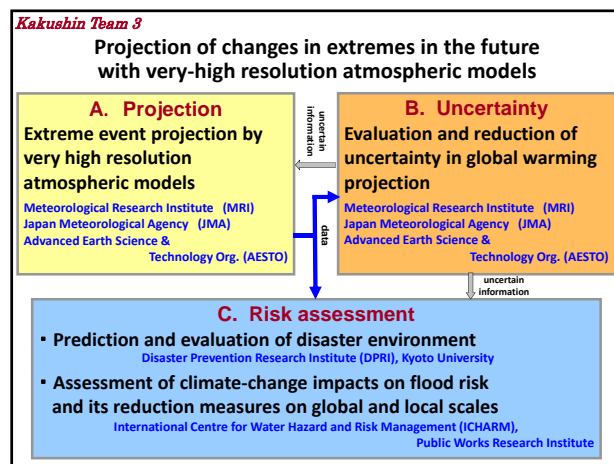 Kakushin Team 3
Projection of changes in extremes in the future
with very-high resolution atmospheric models
A. Projection
Extreme event projection by
very high resolution
atmospheric models
Meteorological Research Institute (MRI)
Japan Meteorological Agency (JMA)
Advanced Earth Science &
Technology Org. (AESTO)
uncertain
information
data
B. Uncertainty
Evaluation and reduction of
uncertainty in global warming
projection
Meteorological Research Institute (MRI)
Japan Meteorological Agency (JMA)
Advanced Earth Science &
Technology Org. (AESTO)
uncertain
information
C. Risk assessment
・Prediction and evaluation of disaster environment
Disaster Prevention Research Institute (DPRI), Kyoto University
・Assessment of climate-change impacts on flood risk
and its reduction measures on global and local scales
International Centre for Water Hazard and Risk Management (ICHARM),
Public Works Research Institute